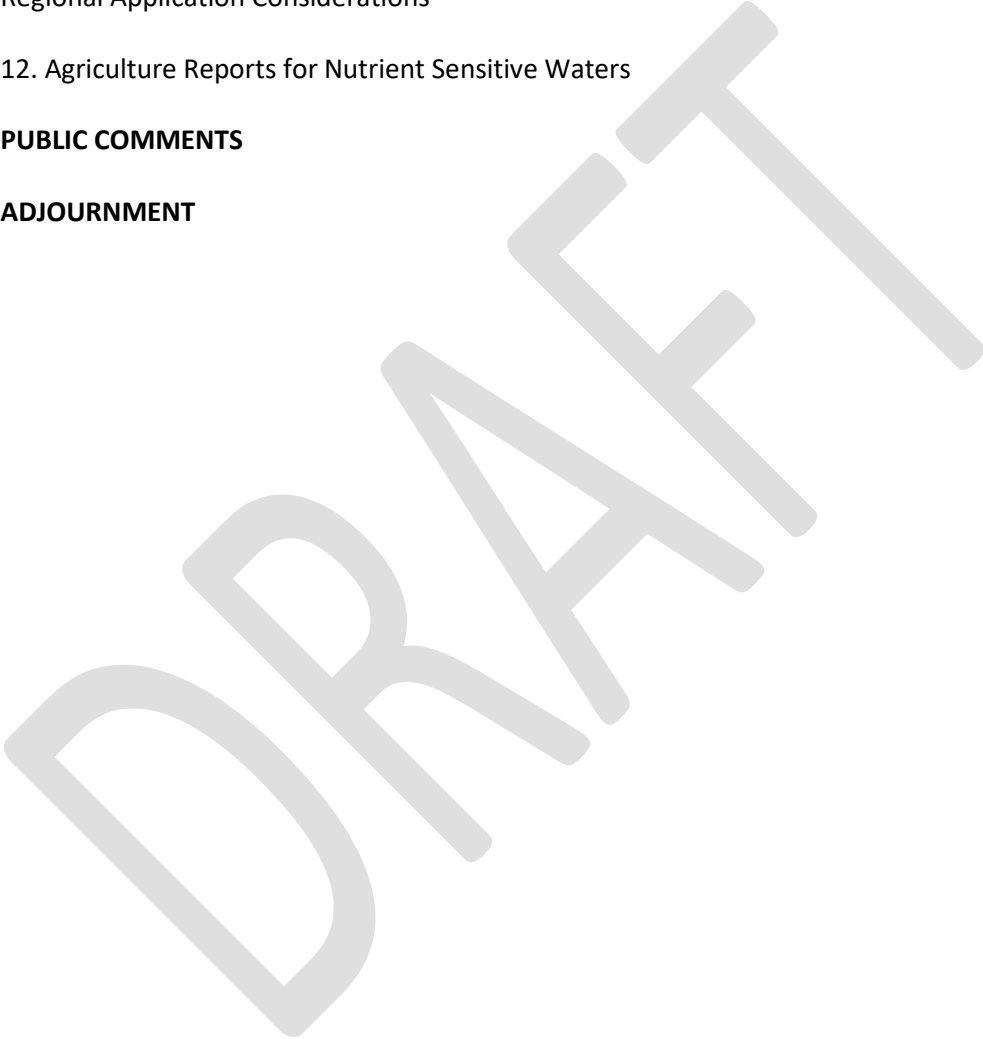 Regional Application Considerations
12. Agriculture Reports for Nutrient Sensitive Waters
PUBLIC COMMENTS
ADJOURNMENT
DRAFT